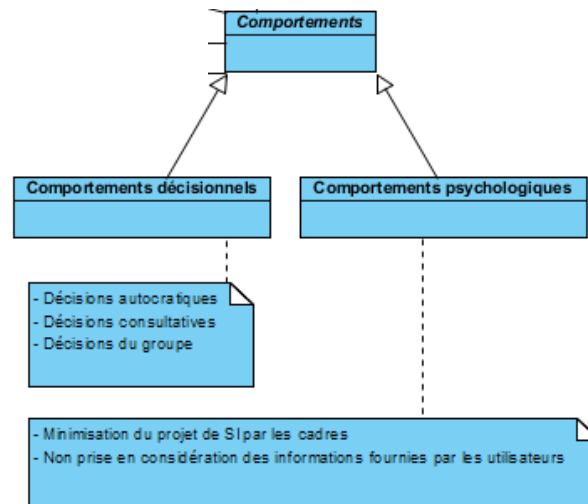 Comportements
Comportements décisionnels
Comportements psychologiques
- Décisions autocratiques
- Décisions consultatives
- Décisions du groupe
- Minimisation du projet de SI par les cadres
- Non prise en considération des informations fournies par les utilisateurs